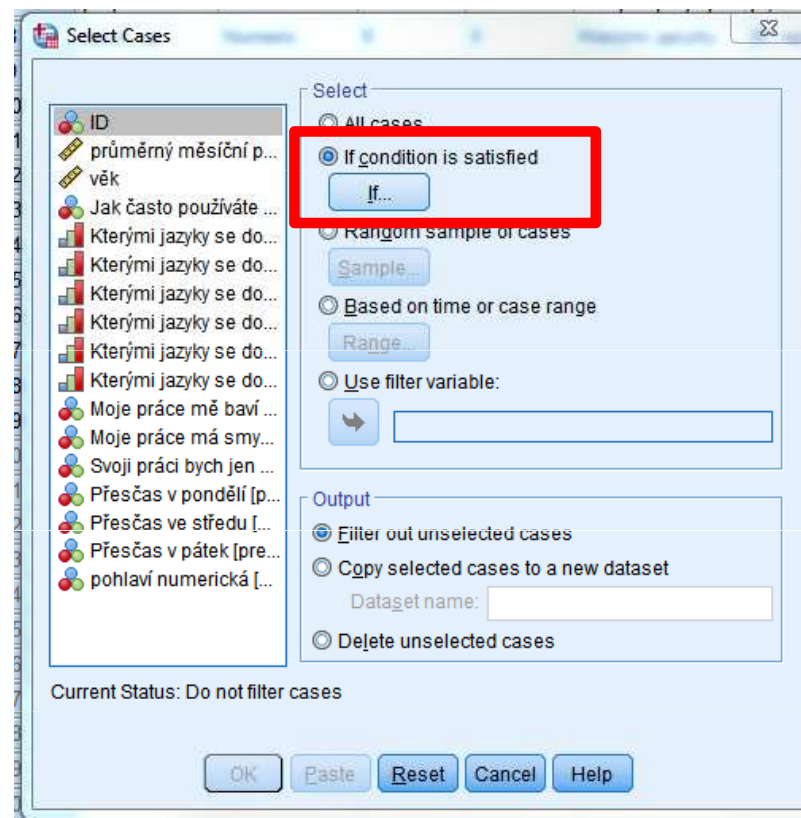 Select Cases
ID
průměrný měsíční p...
věk
Jak často používáte ...
Kterými jazyky se do...
Kterými jazyky se do...
Kterými jazyky se do...
Kterými jazyky se do...
Kterými jazyky se do...
Kterými jazyky se do...
Moje práce mě baví ...
Moje práce má smy...
Svoji práci bych jen ...
Přesčas v pondělí [p...
Přesčas ve středu [...
Přesčas v pátek [pre...
pohlaví numerická [...
Select
All cases
If condition is satisfied
If...
Random sample of cases
Sample...
Based on time or case range
Range...
Use filter variable:
Output
Filter out unselected cases
Copy selected cases to a new dataset
Dataset name:
Delete unselected cases
Current Status: Do not filter cases
OK
Paste
Reset
Cancel
Help